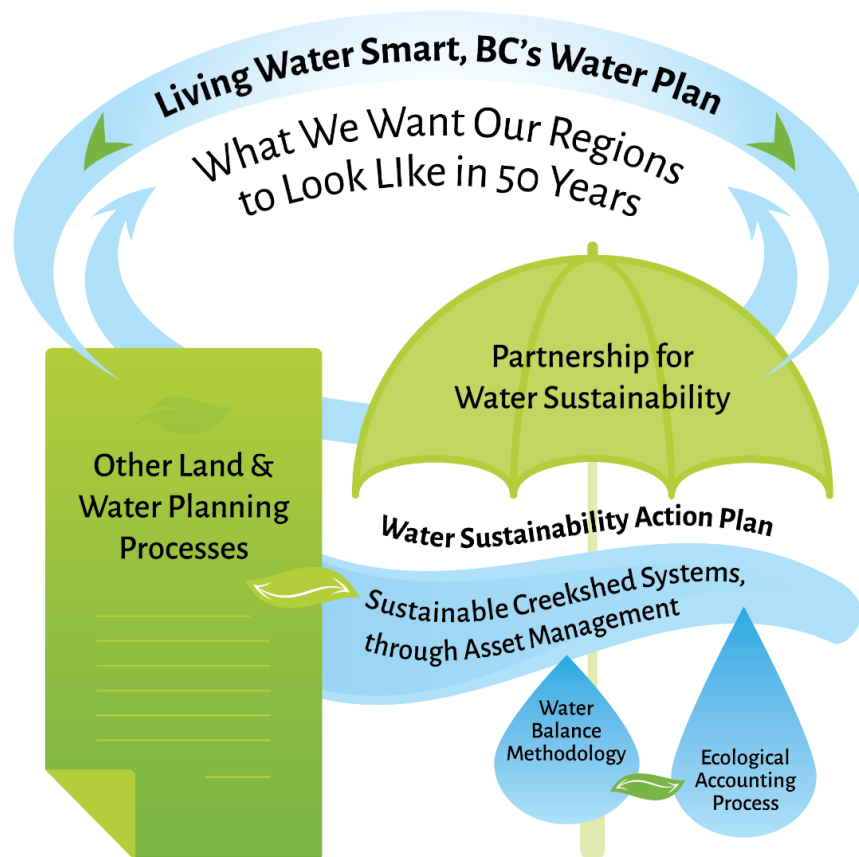 Living Water Smart, BC's Water Plan
What We Want Our Regions
to Look LIke in 50 Years
Partnership for
Water Sustainability
Other Land &
Water Planning
Processes
Water Sustainability Action Plan
Sustainable Creekshed Systems,
through Asset Management
Water
Balance
Methodology
Ecological
Accounting
Process